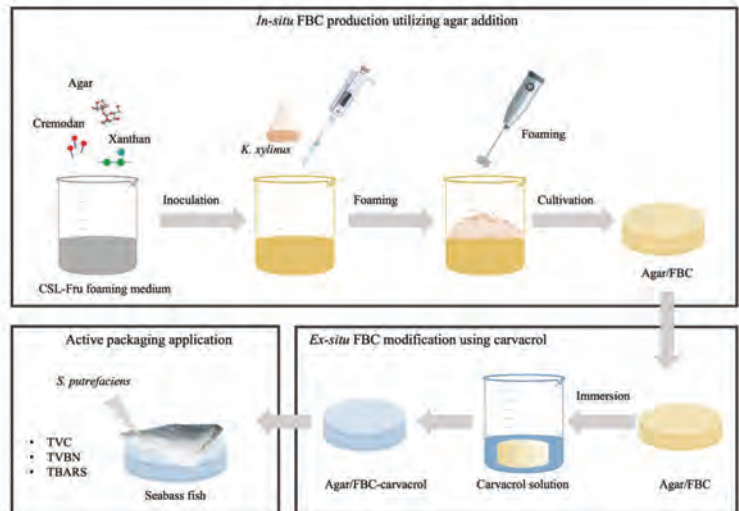 In-situ FBC production utilizing agar addition
Agar
Cremodan
Xanthan
CSL-Fru foaming medium
Inoculation
K. xylinus
Foaming
Foaming
Cultivation
Agar/FBC
Ex-situ FBC modification using carvacrol
Agar/FBC
Immersion
Carvacrol solution
Agar/FBC-carvacrol
Active packaging application
S. putrefaciens
• TVC
• TVBN
• TBARS
Seabass fish